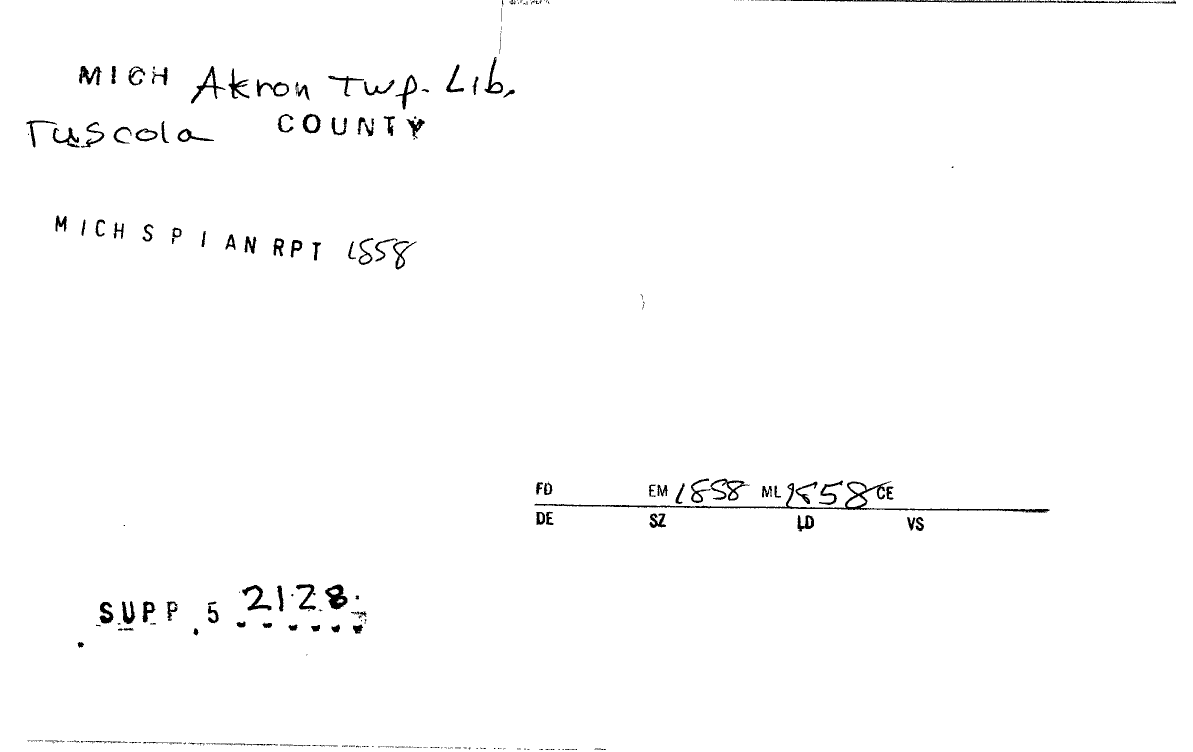 MICH Akron Twp. Lib.
Tuscola COUNTY
MICH S P I AN RPT 1858
FD EM 1858 ML 1858 CE
DE SZ LD VS
SUPP. 5 2128.